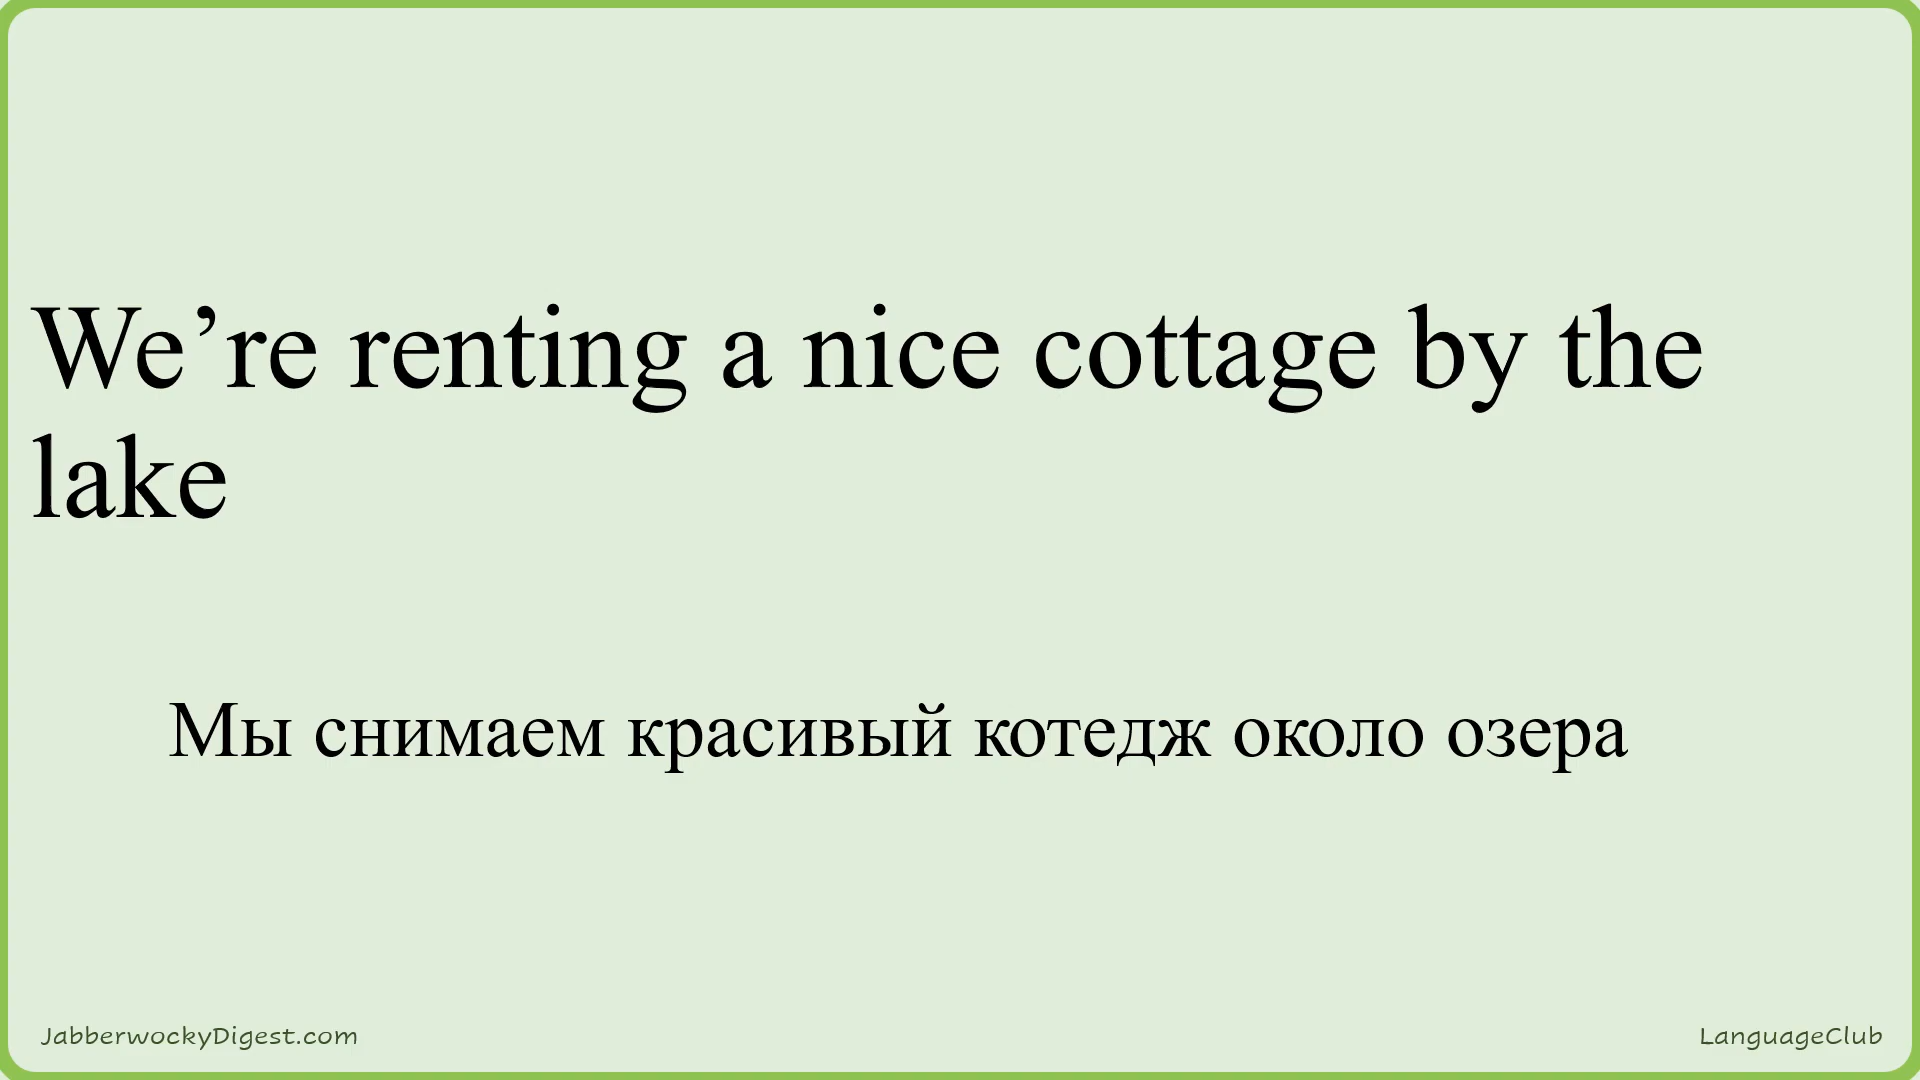 We’re renting a nice cottage by the
lake
Мы снимаем красивый котедж около озера
JabberwockyDigest.com
LanguageClub